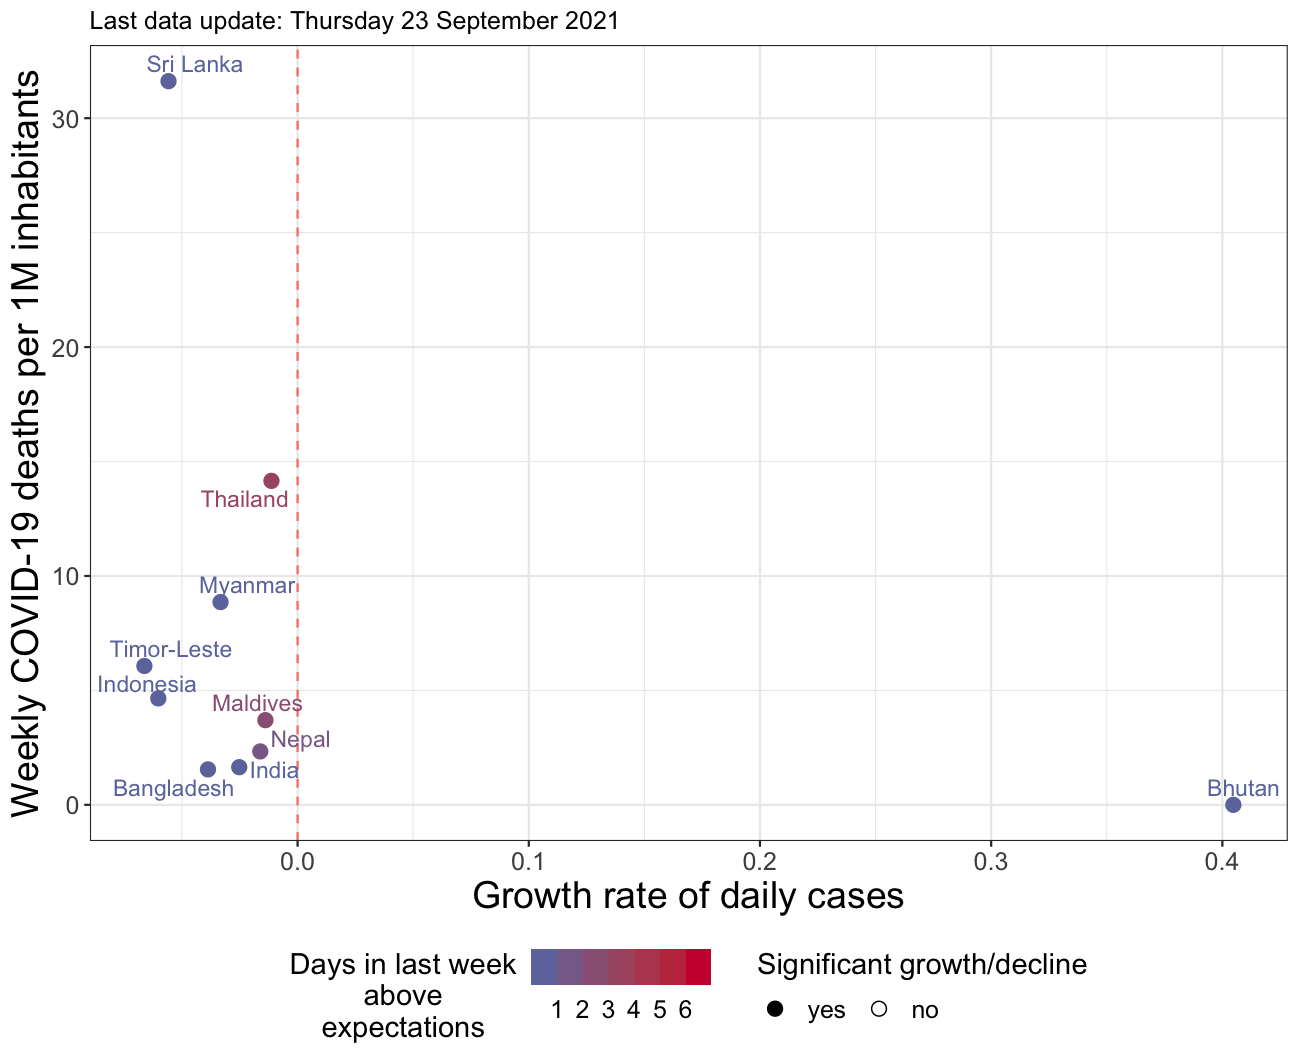 Last data update: Thursday 23 September 2021
Weekly COVID-19 deaths per 1M inhabitants
30
20
10
0
Sri Lanka
Thailand
Myanmar
Timor-Leste
Indonesia
Maldives
Nepal
India
Bangladesh
Bhutan
0.0 0.1 0.2 0.3 0.4
Growth rate of daily cases
Days in last week
above
expectations
1 2 3 4 5 6
Significant growth/decline
yes no